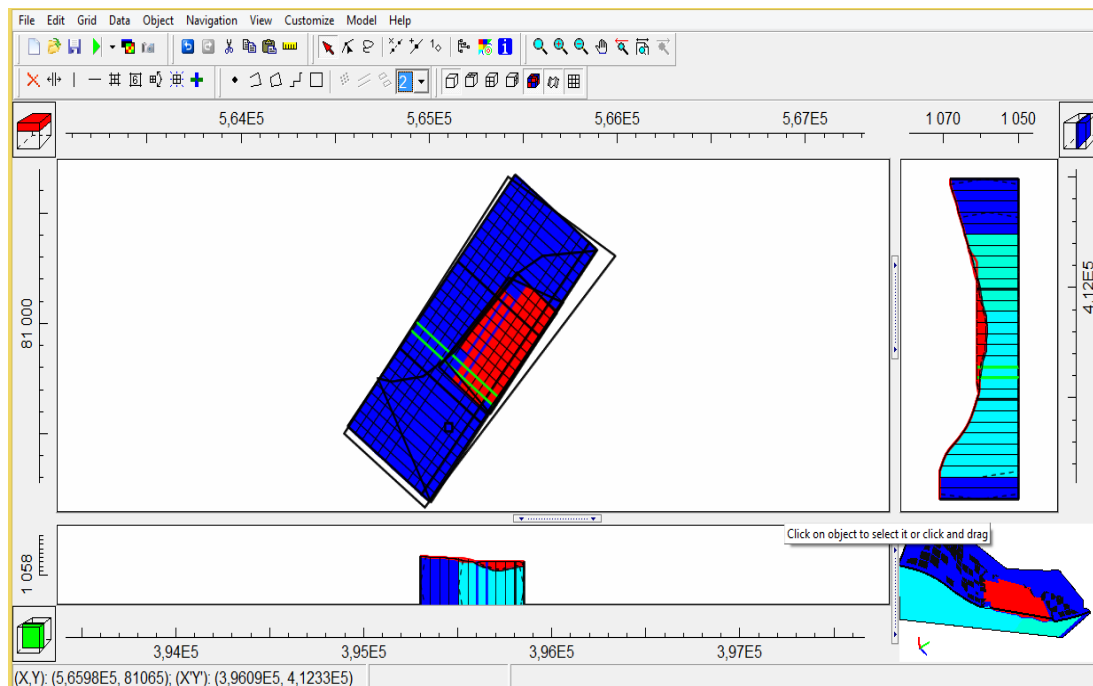 File Edit Grid Data Object Navigation View Customize Model Help
2
5,64E5 5,65E5 5,66E5 5,67E5
1 070 1 050
81 000
4,12E5
Click on object to select it or click and drag
1 058
3,94E5 3,95E5 3,96E5 3,97E5
(X,Y): (5,6598E5, 81065); (X'Y'): (3,9609E5, 4,1233E5)